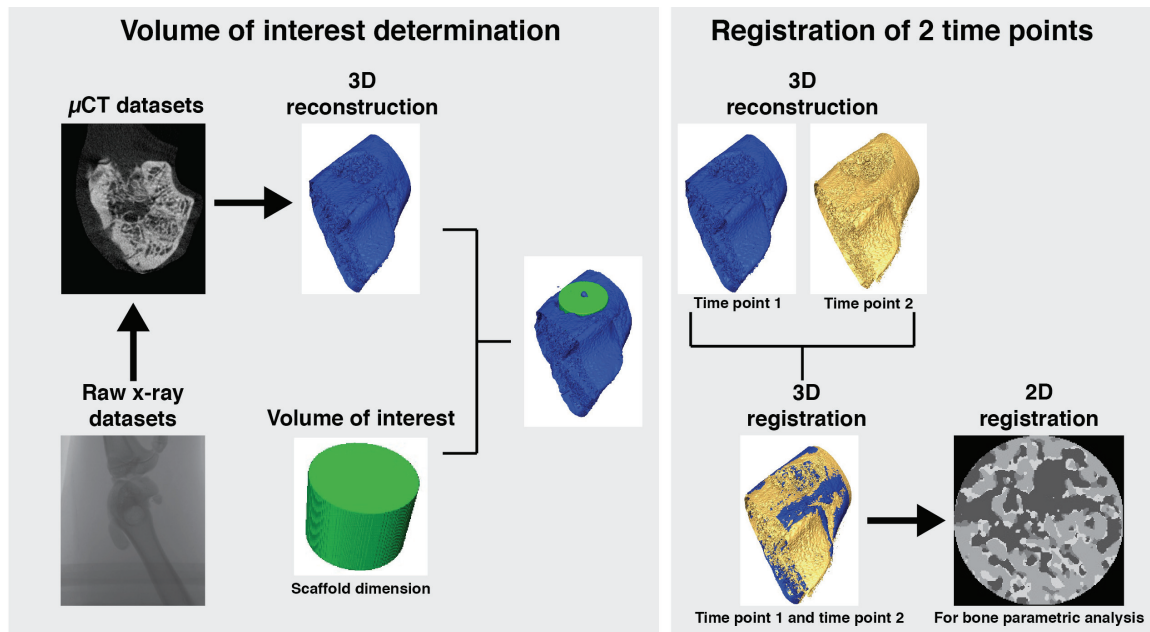 Volume of interest determination
µCT datasets
3D
reconstruction
Raw x-ray
datasets
Volume of interest
Scaffold dimension
Registration of 2 time points
3D
reconstruction
Time point 1
Time point 2
3D
registration
Time point 1 and time point 2
2D
registration
For bone parametric analysis